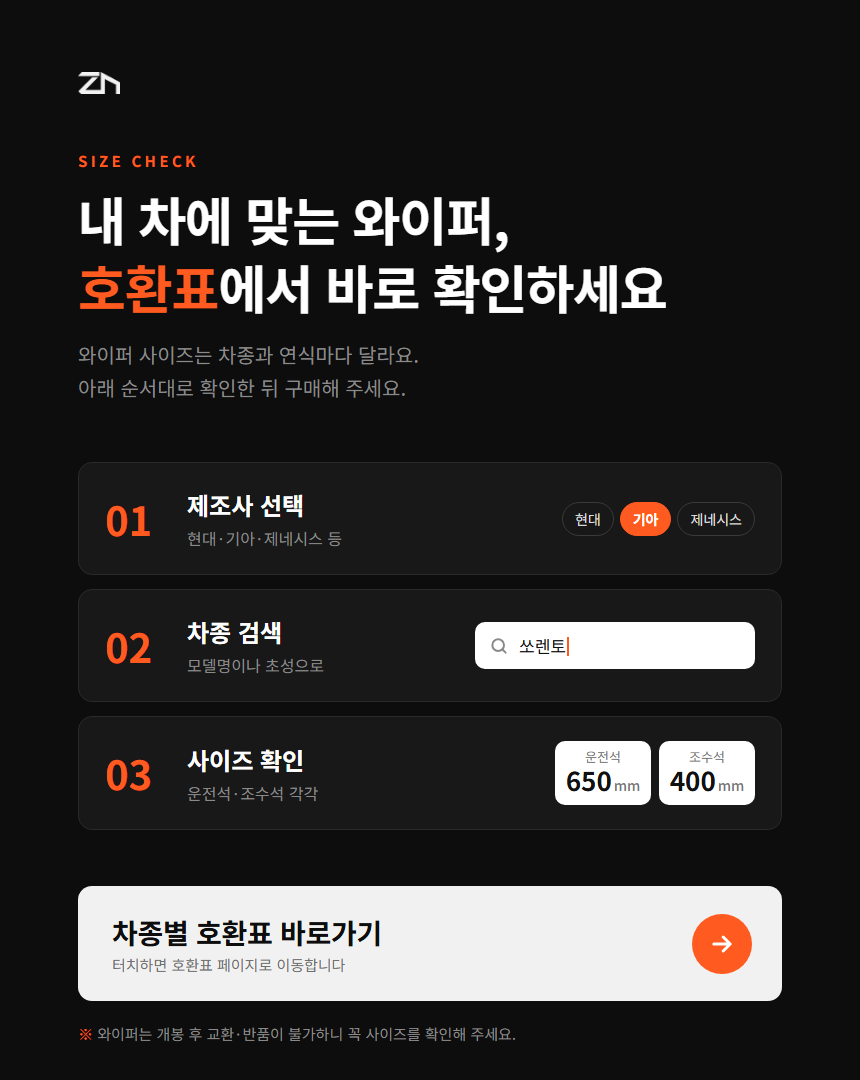 ZN
SIZE CHECK
내 차에 맞는 와이퍼,
호환표에서 바로 확인하세요
와이퍼 사이즈는 차종과 연식마다 달라요.
아래 순서대로 확인한 뒤 구매해 주세요.
01
제조사 선택
현대·기아·제네시스 등
현대
기아
제네시스
02
차종 검색
모델명이나 초성으로
쏘렌토
03
사이즈 확인
운전석·조수석 각각
운전석
650mm
조수석
400mm
차종별 호환표 바로가기
터치하면 호환표 페이지로 이동합니다
※ 와이퍼는 개봉 후 교환·반품이 불가하니 꼭 사이즈를 확인해 주세요.